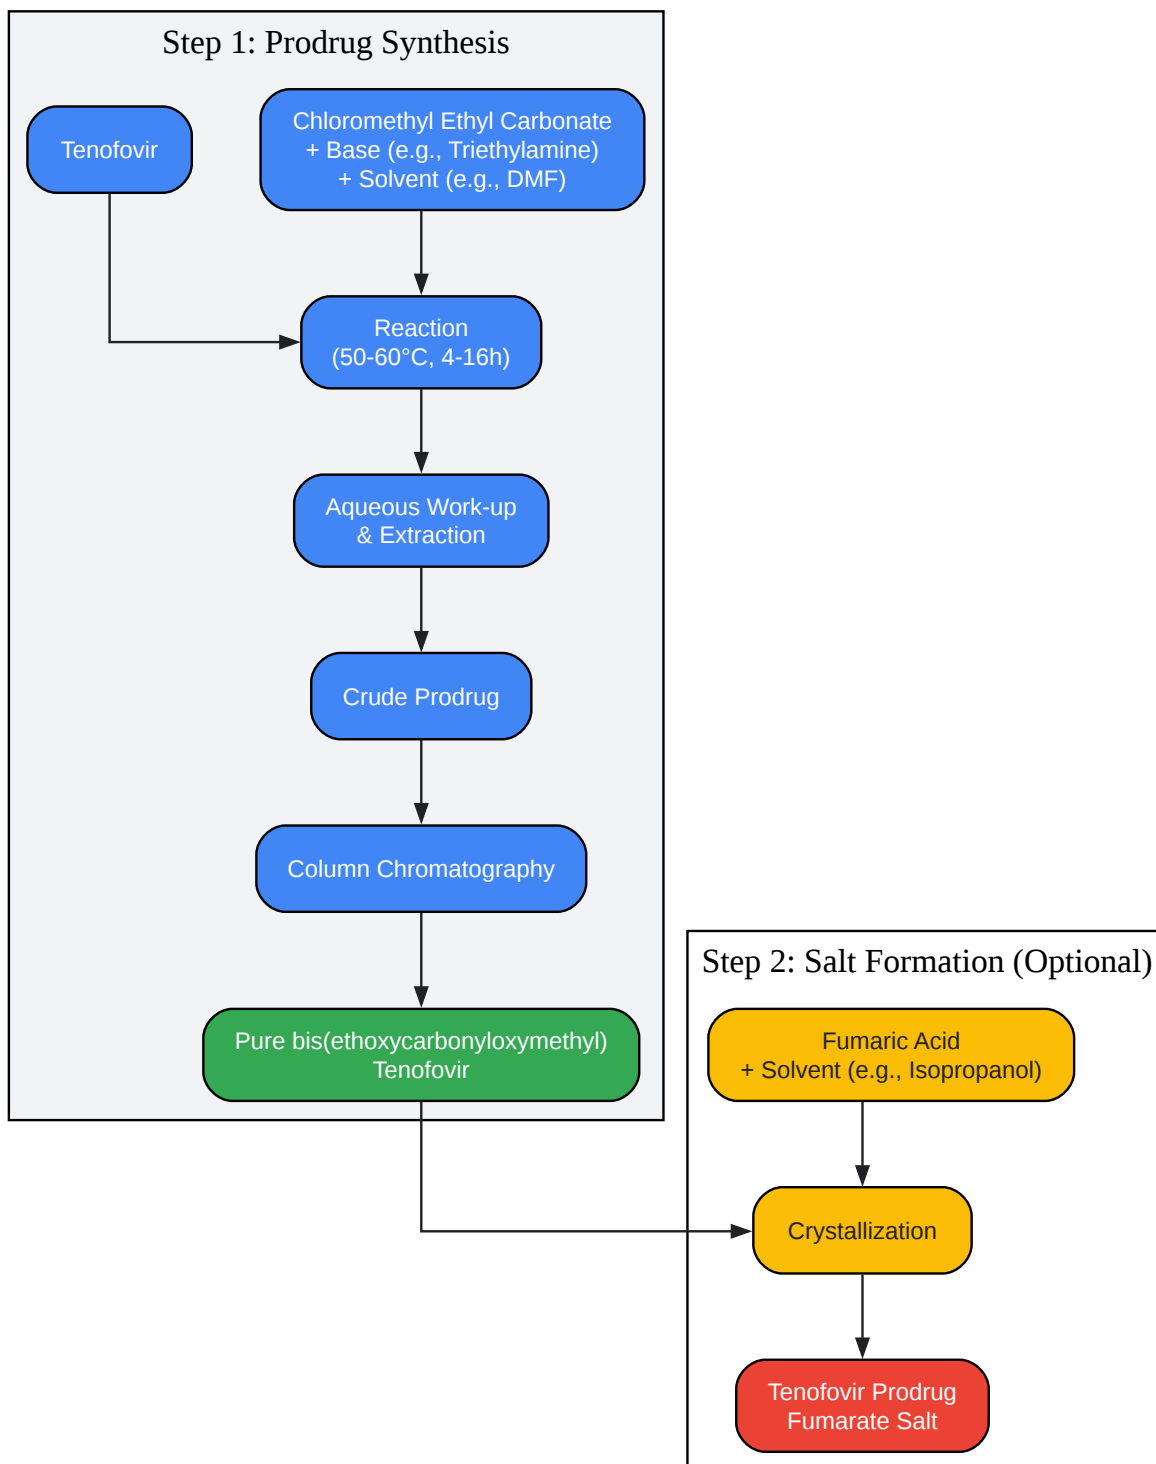 Step 1: Prodrug Synthesis
Tenofovir
Chloromethyl Ethyl Carbonate
+ Base (e.g., Triethylamine)
+ Solvent (e.g., DMF)
Reaction
(50-60°C, 4-16h)
Aqueous Work-up
& Extraction
Crude Prodrug
Column Chromatography
Pure bis(ethoxycarbonyloxymethyl)
Tenofovir
Step 2: Salt Formation (Optional)
Fumaric Acid
+ Solvent (e.g., Isopropanol)
Crystallization
Tenofovir Prodrug
Fumarate Salt